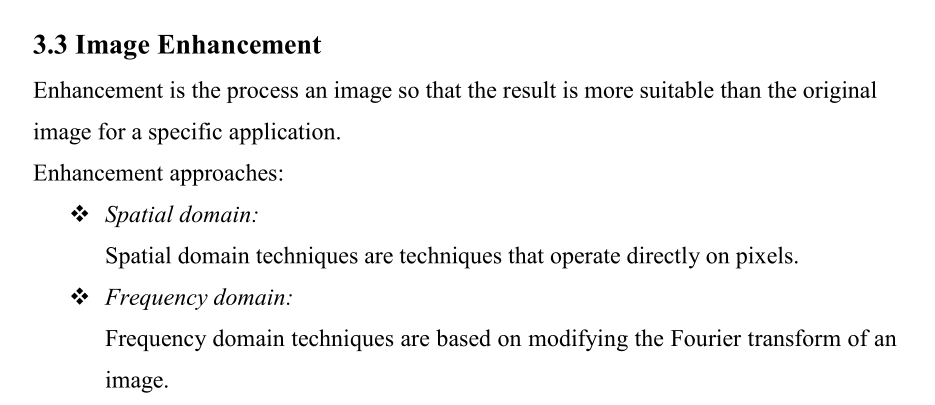 3.3 Image Enhancement
Enhancement is the process an image so that the result is more suitable than the original
image for a specific application.
Enhancement approaches:
❖ Spatial domain:
Spatial domain techniques are techniques that operate directly on pixels.
❖ Frequency domain:
Frequency domain techniques are based on modifying the Fourier transform of an
image.